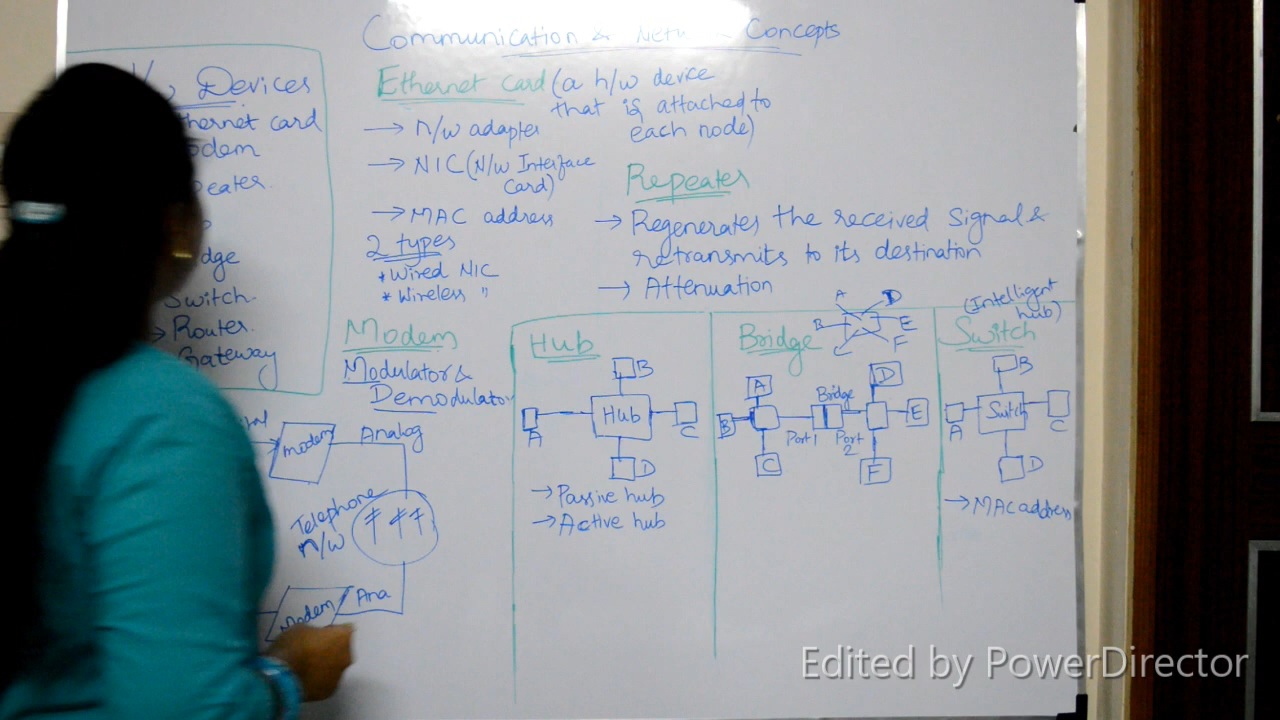 Communication & Concepts
Devices
thernet card
odem
peater
dge
Switch
→ Router
Gateway
Ethernet card (a h/w device
that is attached to
each node)
→ n/w adapter
→ NIC (N/w Interface
Card)
→ MAC address
2 types
* Wired NIC
* Wireless "
Repeater
→ Regenerates the received signal &
retransmits to its destination
→ Attenuation
Modem
Modulator &
Demodulator
Modem
Analog
Telephone
n/w
Modem
Ana
Hub
B
A
Hub
C
D
→ Passive hub
→ Active hub
Bridge
A
D
B
E
C
F
A
B
C
Bridge
Port 1
Port
2
D
E
F
(Intelligent
hub)
Switch
B
A
Switch
C
D
→ MAC address
Edited by PowerDirector